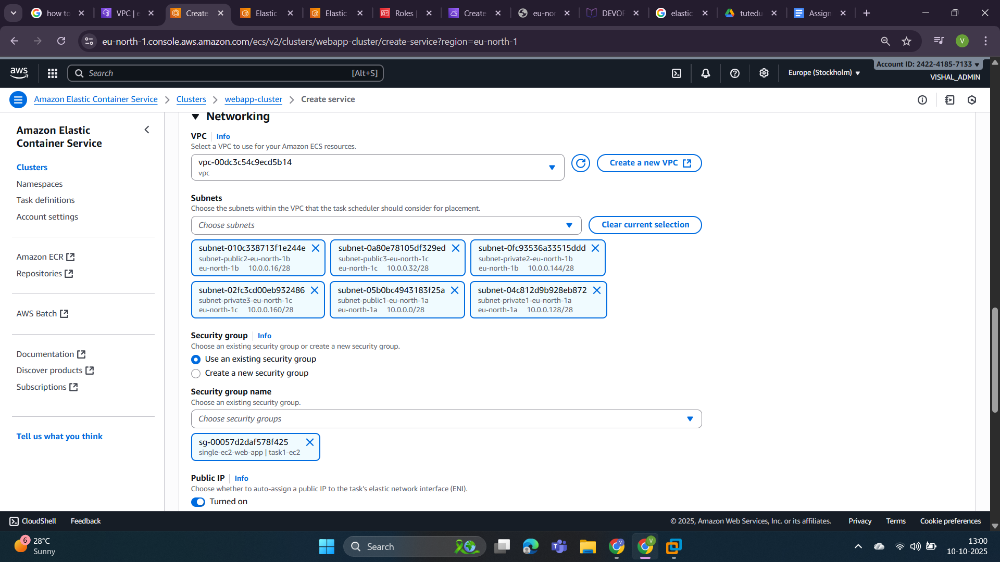 how to
VPC | e
Create
Elastic
Elastic
Roles |
Create
eu-nor
DEVOP
elastic
tutedu
Assign
eu-north-1.console.aws.amazon.com/ecs/v2/clusters/webapp-cluster/create-service?region=eu-north-1
V
aws
Search
[Alt+S]
Europe (Stockholm)
Account ID: 2422-4185-7133
VISHAL_ADMIN
Amazon Elastic Container Service
Clusters
webapp-cluster
Create service
Amazon Elastic
Container Service
Clusters
Namespaces
Task definitions
Account settings
Amazon ECR
Repositories
AWS Batch
Documentation
Discover products
Subscriptions
Tell us what you think
Networking
VPC Info
Select a VPC to use for your Amazon ECS resources.
vpc-00dc3c54c9ecd5b14
vpc
Create a new VPC
Subnets
Choose the subnets within the VPC that the task scheduler should consider for placement.
Choose subnets
Clear current selection
subnet-010c338713f1e244e
subnet-public2-eu-north-1b
eu-north-1b 10.0.0.16/28
subnet-0a80e78105df329ed
subnet-public3-eu-north-1c
eu-north-1c 10.0.0.32/28
subnet-0fc93536a33515ddd
subnet-private2-eu-north-1b
eu-north-1b 10.0.0.144/28
subnet-02fc3cd00eb932486
subnet-private3-eu-north-1c
eu-north-1c 10.0.0.160/28
subnet-05b0bc4943183f25a
subnet-public1-eu-north-1a
eu-north-1a 10.0.0.0/28
subnet-04c812d9b928eb872
subnet-private1-eu-north-1a
eu-north-1a 10.0.0.128/28
Security group Info
Choose an existing security group or create a new security group.
Use an existing security group
Create a new security group
Security group name
Choose an existing security group.
Choose security groups
sg-00057d2daf578f425
single-ec2-web-app | task1-ec2
Public IP Info
Choose whether to auto-assign a public IP to the task's elastic network interface (ENI).
Turned on
CloudShell
Feedback
© 2025, Amazon Web Services, Inc. or its affiliates.
Privacy
Terms
Cookie preferences
6
28°C
Sunny
Search
V
V
13:00
10-10-2025